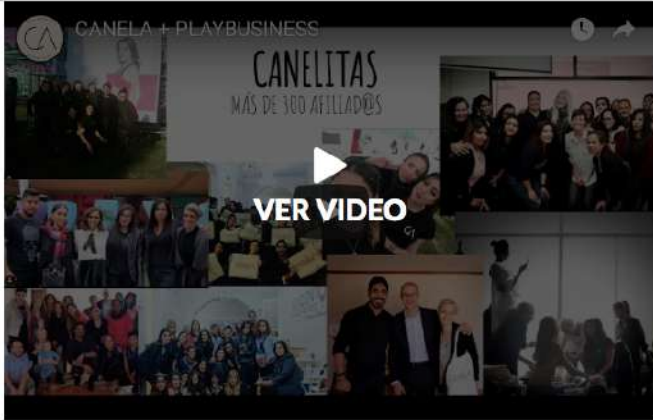 CA
CANELA + PLAYBUSINESS
CANELITAS
MÁS DE 300 AFILIAD@S
VER VIDEO